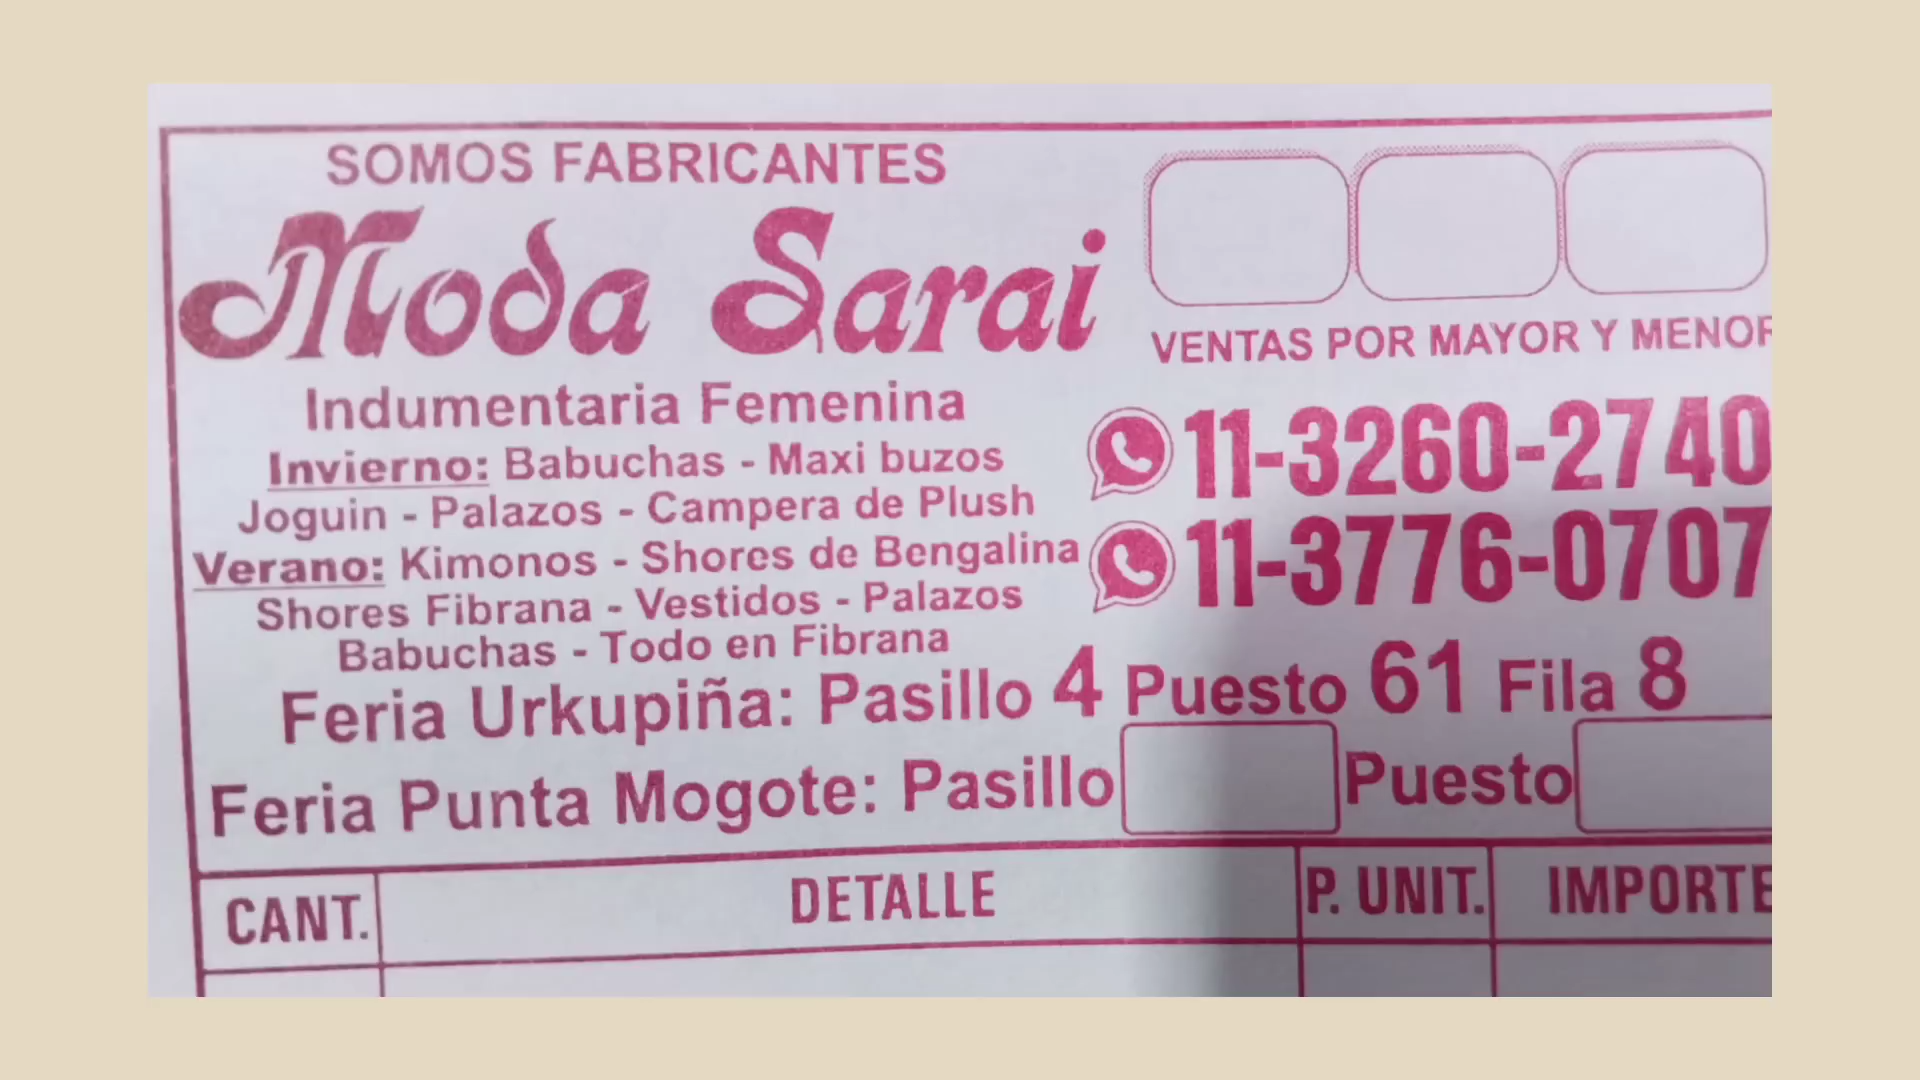 SOMOS FABRICANTES
Moda Sarai
VENTAS POR MAYOR Y MENOR
Indumentaria Femenina
Invierno: Babuchas - Maxi buzos
Joguin - Palazos - Campera de Plush
Verano: Kimonos - Shores de Bengalina
Shores Fibrana - Vestidos - Palazos
Babuchas - Todo en Fibrana
11-3260-2740
11-3776-0707
Feria Urkupiña: Pasillo 4 Puesto 61 Fila 8
Feria Punta Mogote: Pasillo Puesto
CANT. DETALLE P. UNIT. IMPORTE